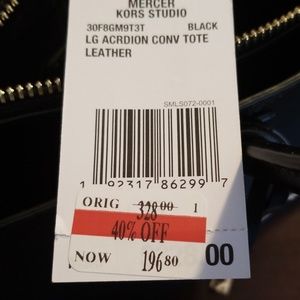 MERCER
KORS STUDIO
30F8GM9T3T BLACK
LG ACRDION CONV TOTE
LEATHER
SMLS072-0001
1 92317 86299 7
ORIG 328 00 1
40% OFF
NOW 196 80
00